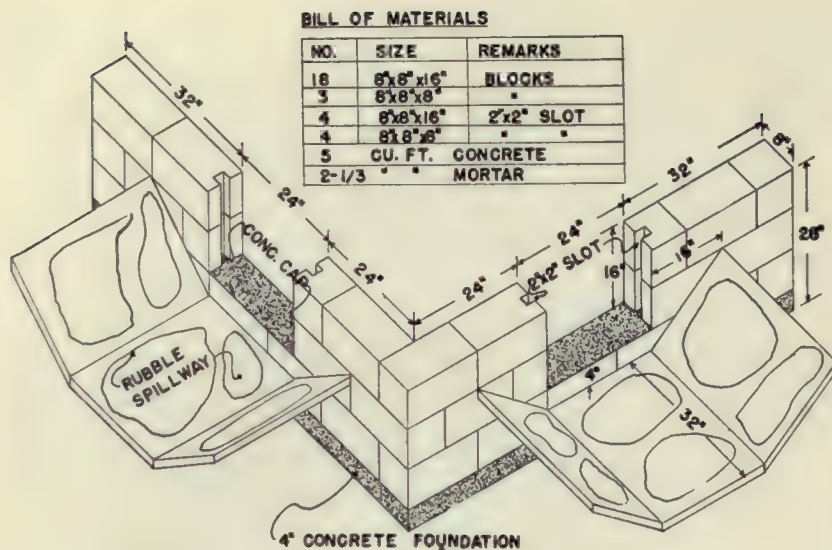 BILL OF MATERIALS
NO. SIZE REMARKS
18 8"x8"x16" BLOCKS
3 8"x8"x8" "
4 8"x8"x16" 2"x2" SLOT
4 8"x8"x8" " "
5 CU. FT. CONCRETE
2-1/3 " " MORTAR
32"
24"
CONC. CAP
24"
24"
2"x2" SLOT
24"
32"
8"
28"
16"
16"
4"
32"
RUBBLE
SPILLWAY
4" CONCRETE FOUNDATION